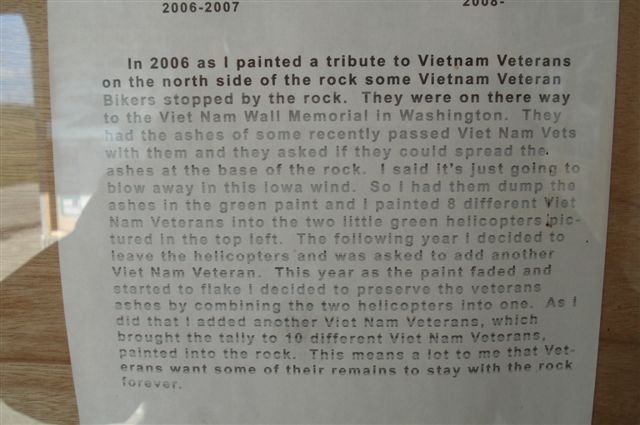 2006-2007 2008-
In 2006 as I painted a tribute to Vietnam Veterans
on the north side of the rock some Vietnam Veteran
Bikers stopped by the rock. They were on there way
to the Viet Nam Wall Memorial in Washington. They
had the ashes of some recently passed Viet Nam Vets
with them and they asked if they could spread the
ashes at the base of the rock. I said it's just going to
blow away in this Iowa wind. So I had them dump the
ashes in the green paint and I painted 8 different Viet
Nam Veterans into the two little green helicopters pic-
tured in the top left. The following year I decided to
leave the helicopters and was asked to add another
Viet Nam Veteran. This year as the paint faded and
started to flake I decided to preserve the veterans
ashes by combining the two helicopters into one. As I
did that I added another Viet Nam Veterans, which
brought the tally to 10 different Viet Nam Veterans,
painted into the rock. This means a lot to me that Vet-
erans want some of their remains to stay with the rock
forever.